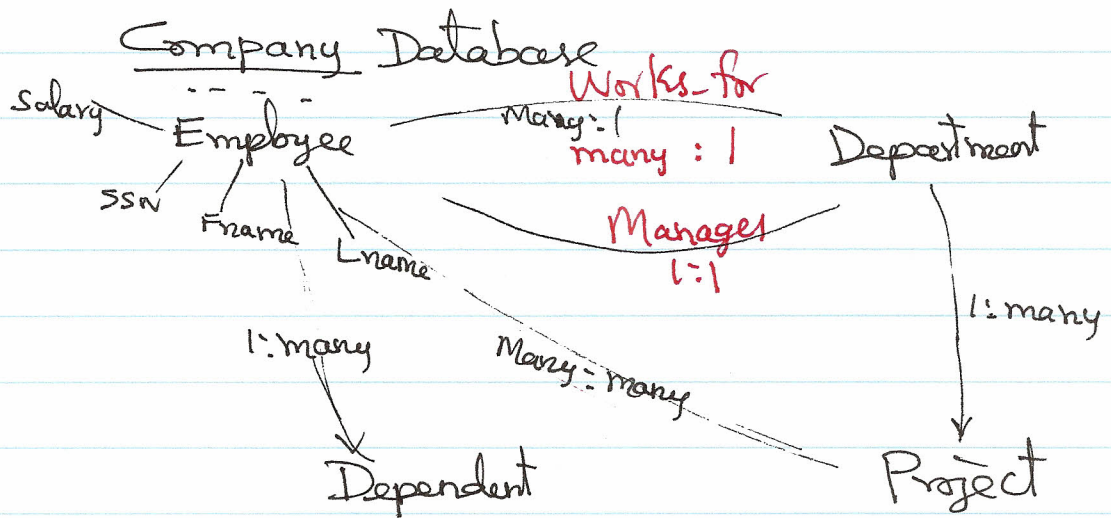 Company Database
Works_for
Salary
Many:1
Employee
many : 1
Department
SSN
Fname
Manages
Lname
1:1
1:many
1:many
Many:many
Dependent
Project